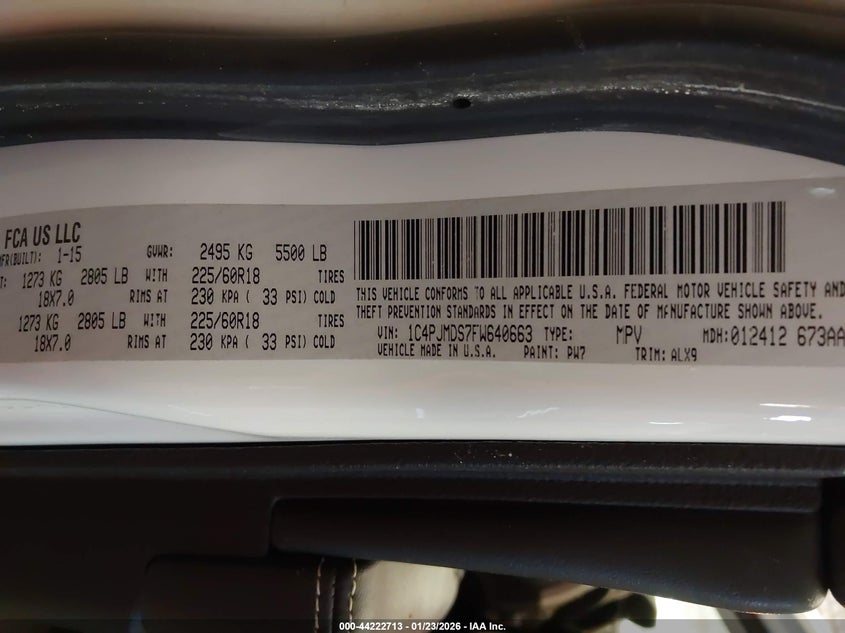 FCA US LLC
MFR(BUILT): 1-15 GVWR: 2495 KG 5500 LB
T: 1273 KG 2805 LB WITH 225/60R18 TIRES
18X7.0 RIMS AT 230 KPA ( 33 PSI) COLD
1273 KG 2805 LB WITH 225/60R18 TIRES
18X7.0 RIMS AT 230 KPA ( 33 PSI) COLD
THIS VEHICLE CONFORMS TO ALL APPLICABLE U.S.A. FEDERAL MOTOR VEHICLE SAFETY AND
THEFT PREVENTION STANDARDS IN EFFECT ON THE DATE OF MANUFACTURE SHOWN ABOVE.
VIN: 1C4PJMDS7FW640663 TYPE: MPV MDH:012412 673AA
VEHICLE MADE IN U.S.A. PAINT: PW7 TRIM: ALX9
000-44222713 - 01/23/2026 - IAA Inc.